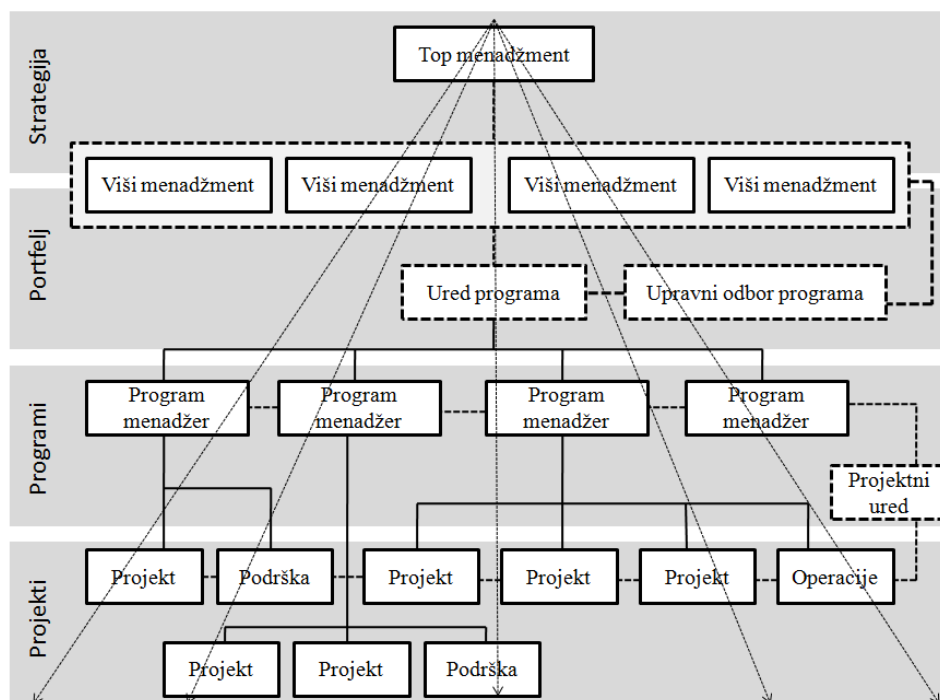 Strategija
Top menadžment
Viši menadžment
Viši menadžment
Viši menadžment
Viši menadžment
Portfelj
Ured programa
Upravni odbor programa
Programi
Program
menadžer
Program
menadžer
Program
menadžer
Program
menadžer
Projektni
ured
Projekti
Projekt
Podrška
Projekt
Projekt
Projekt
Operacije
Projekt
Projekt
Podrška